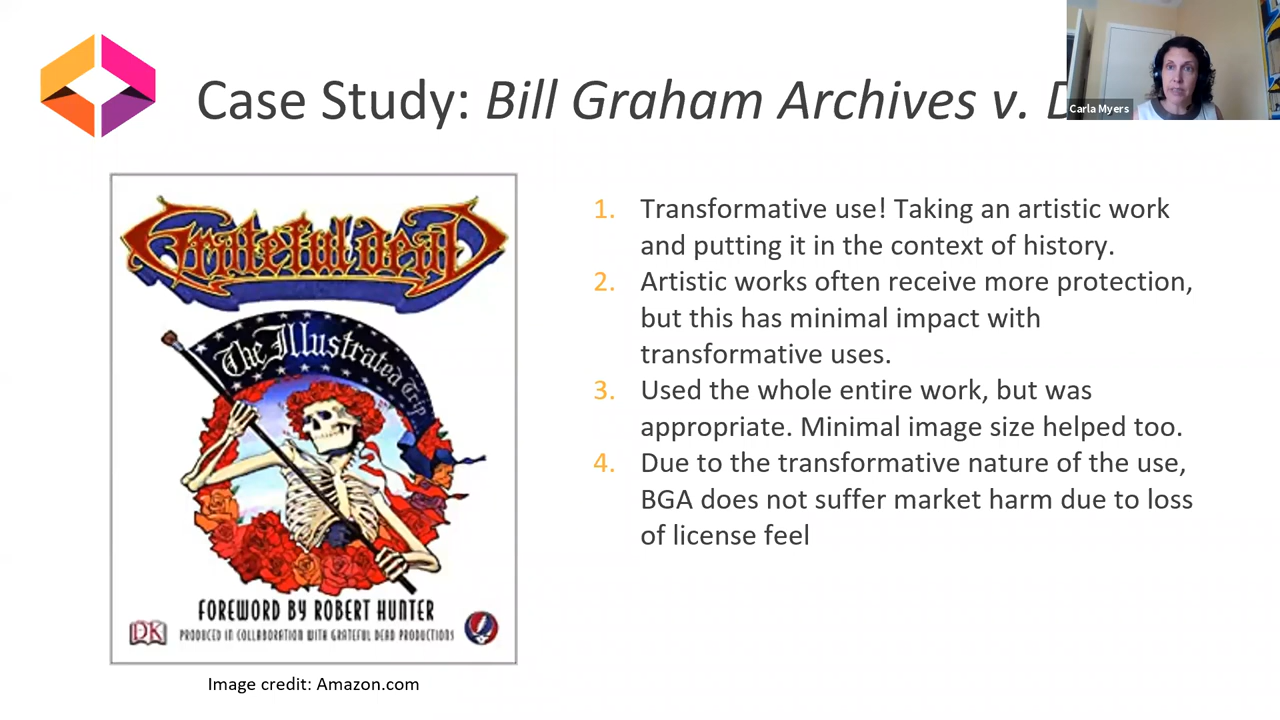 Case Study: Bill Graham Archives v. D
Carla Myers
Grateful dead
The Illustrated Trip
FOREWORD BY ROBERT HUNTER
DK
PRODUCED IN COLLABORATION WITH GRATEFUL DEAD PRODUCTIONS
Image credit: Amazon.com
1. Transformative use! Taking an artistic work
and putting it in the context of history.
2. Artistic works often receive more protection,
but this has minimal impact with
transformative uses.
3. Used the whole entire work, but was
appropriate. Minimal image size helped too.
4. Due to the transformative nature of the use,
BGA does not suffer market harm due to loss
of license feel